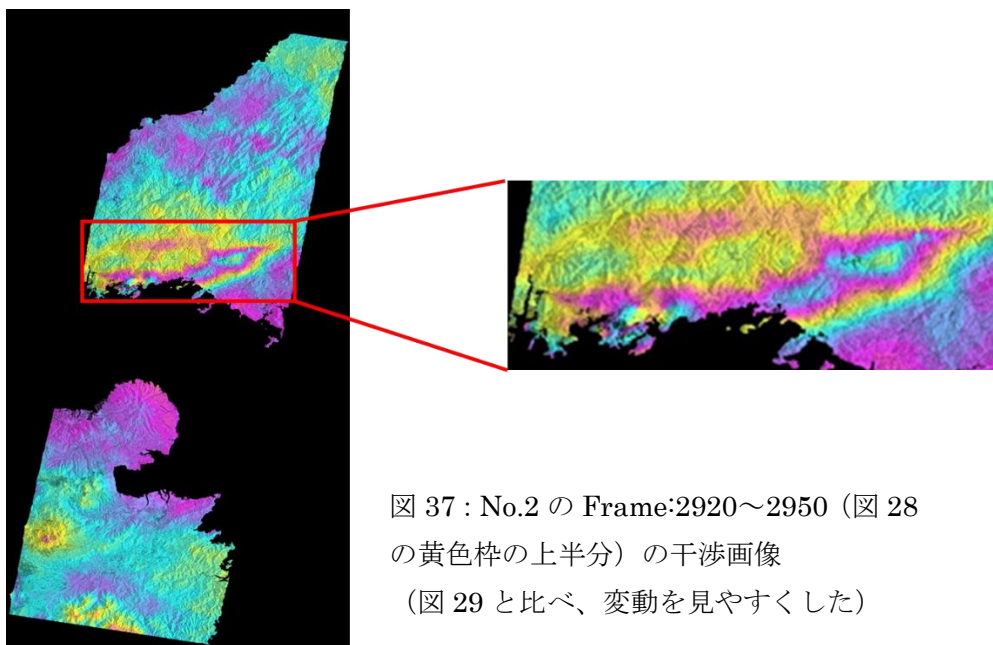 図 37 : No.2 の Frame:2920～2950（図 28
の黄色枠の上半分）の干渉画像
（図 29 と比べ、変動を見やすくした）